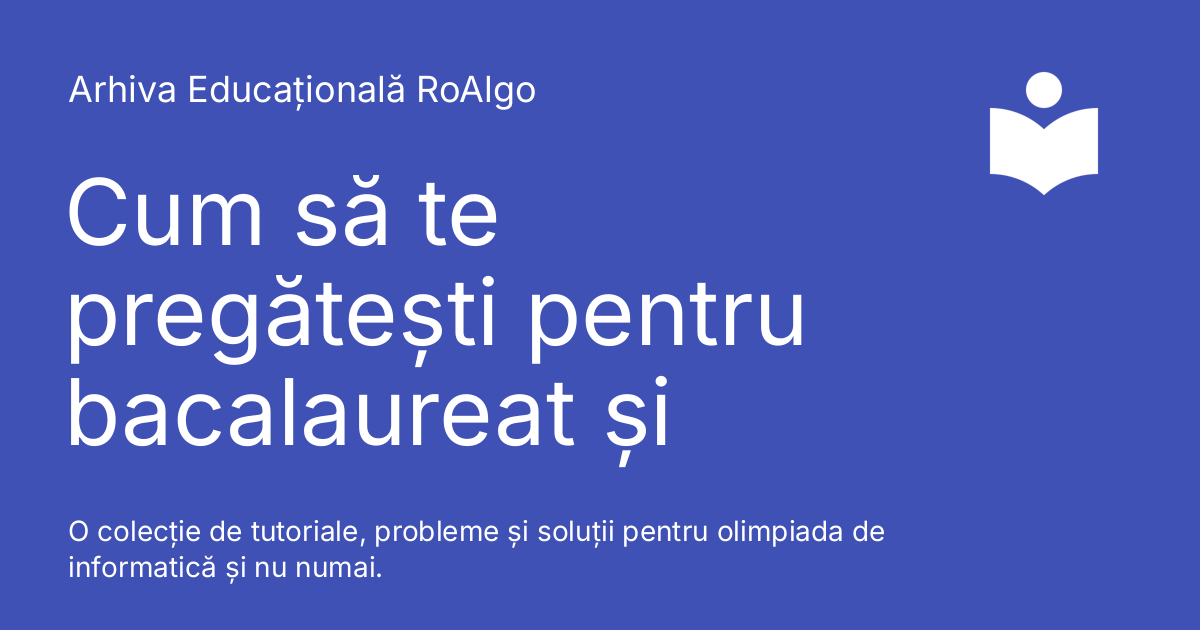 Arhiva Educațională RoAlgo
Cum să te
pregătești pentru
bacalaureat și
O colecție de tutoriale, probleme și soluții pentru olimpiada de
informatică și nu numai.